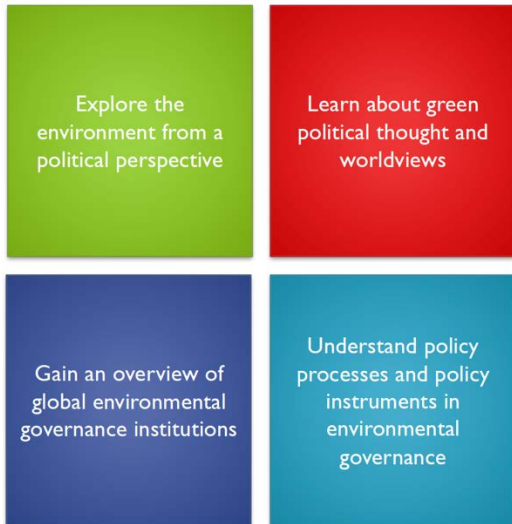 Explore the
environment from a
political perspective
Learn about green
political thought and
worldviews
Gain an overview of
global environmental
governance institutions
Understand policy
processes and policy
instruments in
environmental
governance